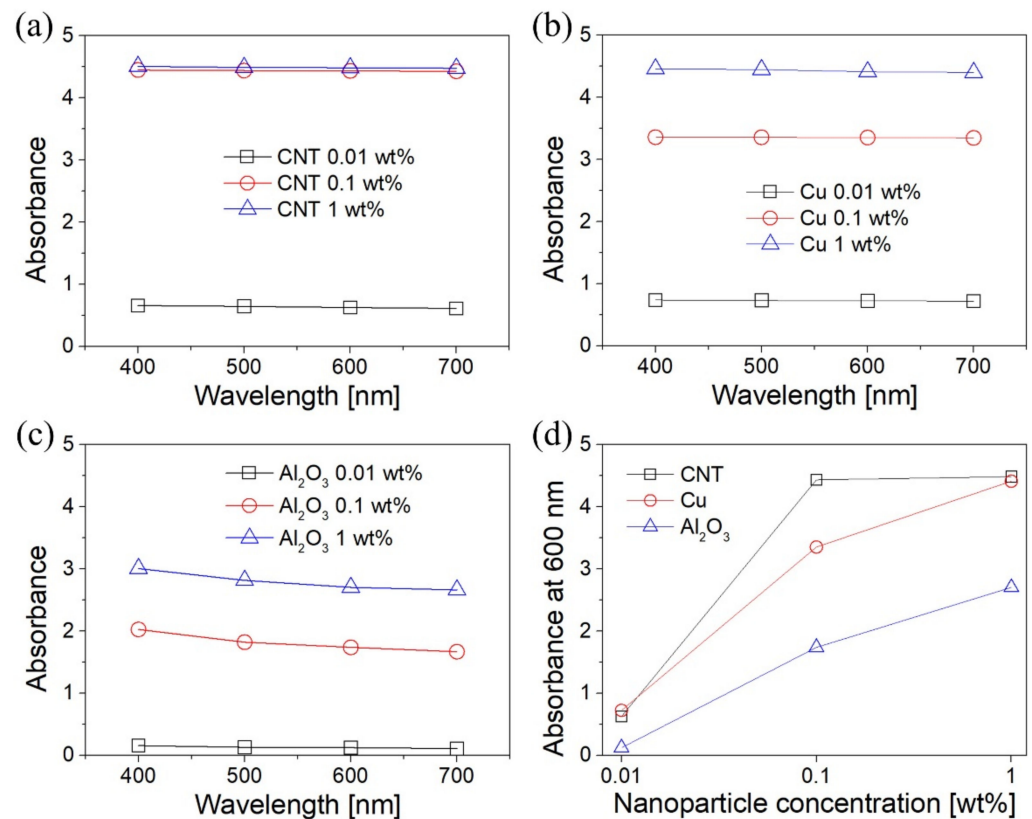 (a)
5
4
3
2
1
0
Absorbance
CNT 0.01 wt%
CNT 0.1 wt%
CNT 1 wt%
400 500 600 700
Wavelength [nm]
(b)
5
4
3
2
1
0
Absorbance
Cu 0.01 wt%
Cu 0.1 wt%
Cu 1 wt%
400 500 600 700
Wavelength [nm]
(c)
5
4
3
2
1
0
Absorbance
Al₂O₃ 0.01 wt%
Al₂O₃ 0.1 wt%
Al₂O₃ 1 wt%
400 500 600 700
Wavelength [nm]
(d)
5
4
3
2
1
0
Absorbance at 600 nm
CNT
Cu
Al₂O₃
0.01 0.1 1
Nanoparticle concentration [wt%]